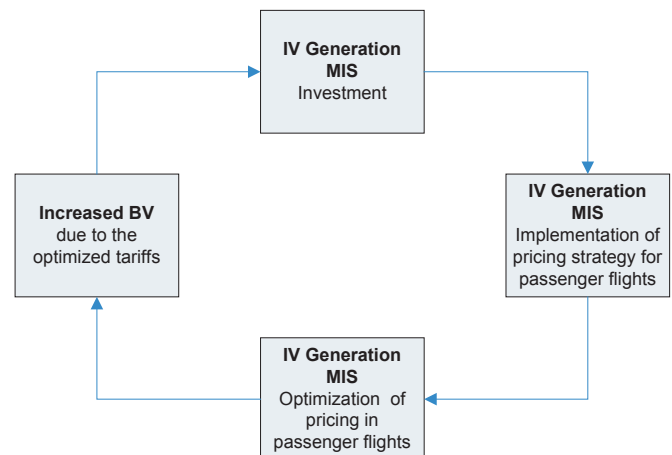 IV Generation
MIS
Investment
IV Generation
MIS
Implementation of
pricing strategy for
passenger flights
IV Generation
MIS
Optimization of
pricing in
passenger flights
Increased BV
due to the
optimized tariffs